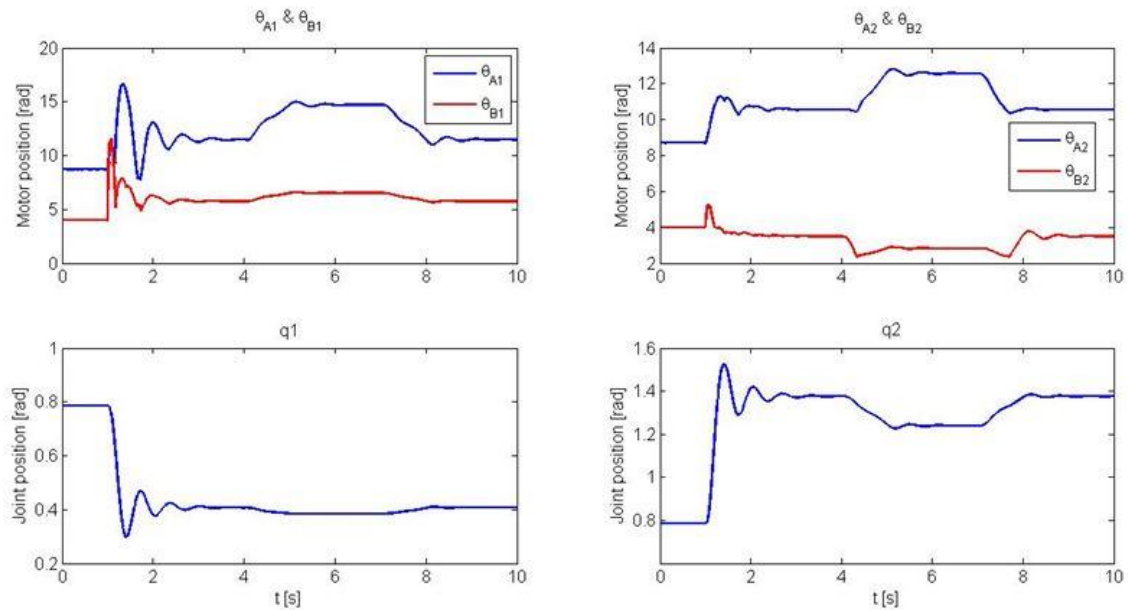 θA1 & θB1
Motor position [rad]
20
15
10
5
0
θA1
θB1
0 2 4 6 8 10
θA2 & θB2
Motor position [rad]
14
12
10
8
6
4
2
θA2
θB2
0 2 4 6 8 10
q1
Joint position [rad]
1
0.8
0.6
0.4
0.2
0 2 4 6 8 10
t [s]
q2
Joint position [rad]
1.6
1.4
1.2
1
0.8
0 2 4 6 8 10
t [s]